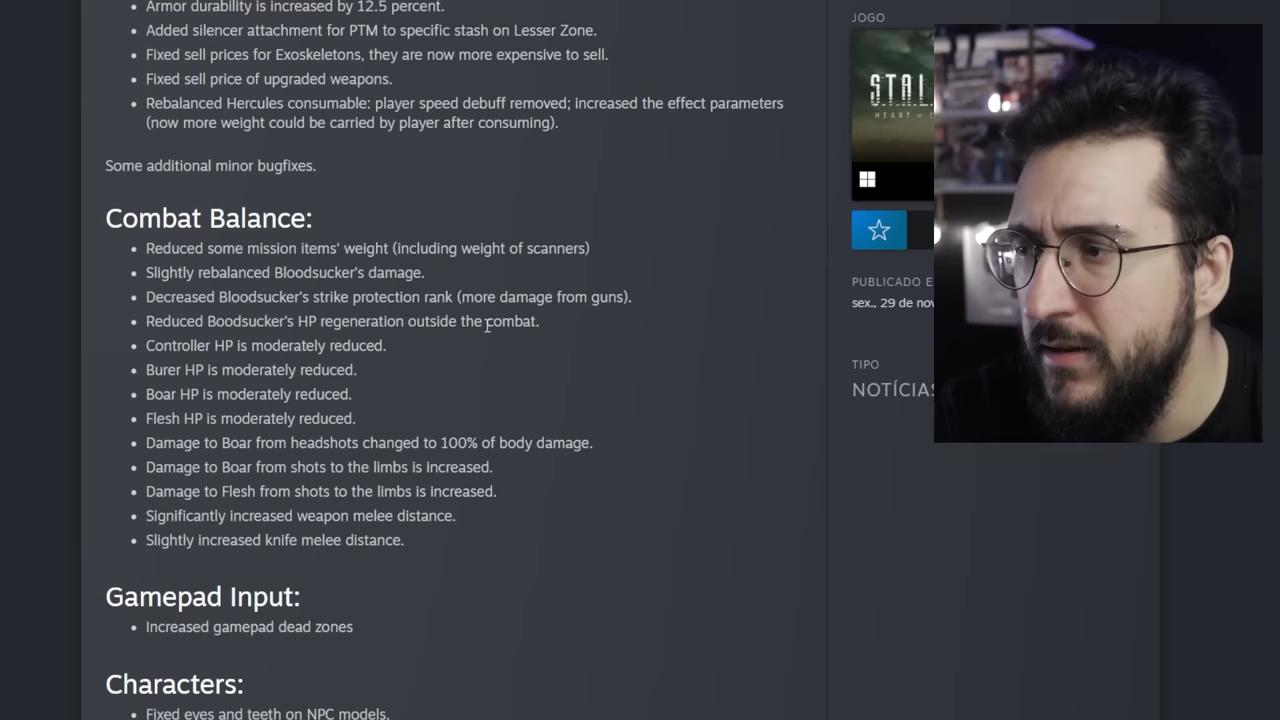 Armor durability is increased by 12.5 percent.
Added silencer attachment for PTM to specific stash on Lesser Zone.
Fixed sell prices for Exoskeletons, they are now more expensive to sell.
Fixed sell price of upgraded weapons.
Rebalanced Hercules consumable: player speed debuff removed; increased the effect parameters
(now more weight could be carried by player after consuming).
Some additional minor bugfixes.
Combat Balance:
Reduced some mission items' weight (including weight of scanners)
Slightly rebalanced Bloodsucker's damage.
Decreased Bloodsucker's strike protection rank (more damage from guns).
Reduced Boodsucker's HP regeneration outside the combat.
Controller HP is moderately reduced.
Burer HP is moderately reduced.
Boar HP is moderately reduced.
Flesh HP is moderately reduced.
Damage to Boar from headshots changed to 100% of body damage.
Damage to Boar from shots to the limbs is increased.
Damage to Flesh from shots to the limbs is increased.
Significantly increased weapon melee distance.
Slightly increased knife melee distance.
Gamepad Input:
Increased gamepad dead zones
Characters:
Fixed eyes and teeth on NPC models.
JOGO
STAL
HEART OF C
PUBLICADO E
sex., 29 de nov
TIPO
NOTÍCIAS